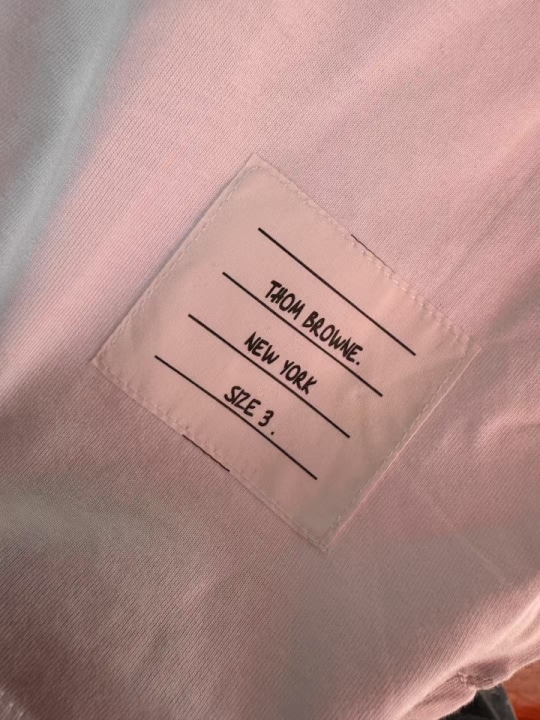 THOM BROWNE.
NEW YORK
SIZE 3.